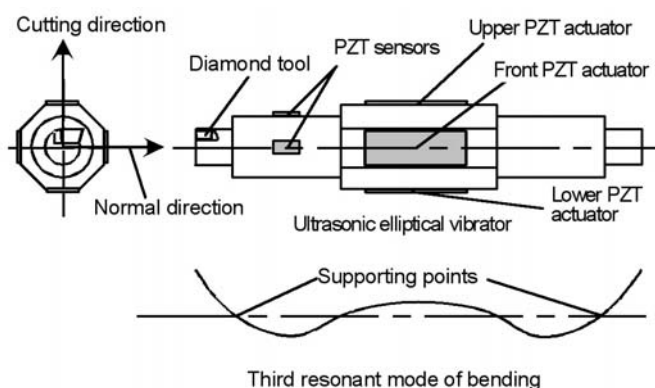 Cutting direction
Diamond tool
PZT sensors
Upper PZT actuator
Front PZT actuator
Normal direction
Lower PZT
actuator
Ultrasonic elliptical vibrator
Supporting points
Third resonant mode of bending